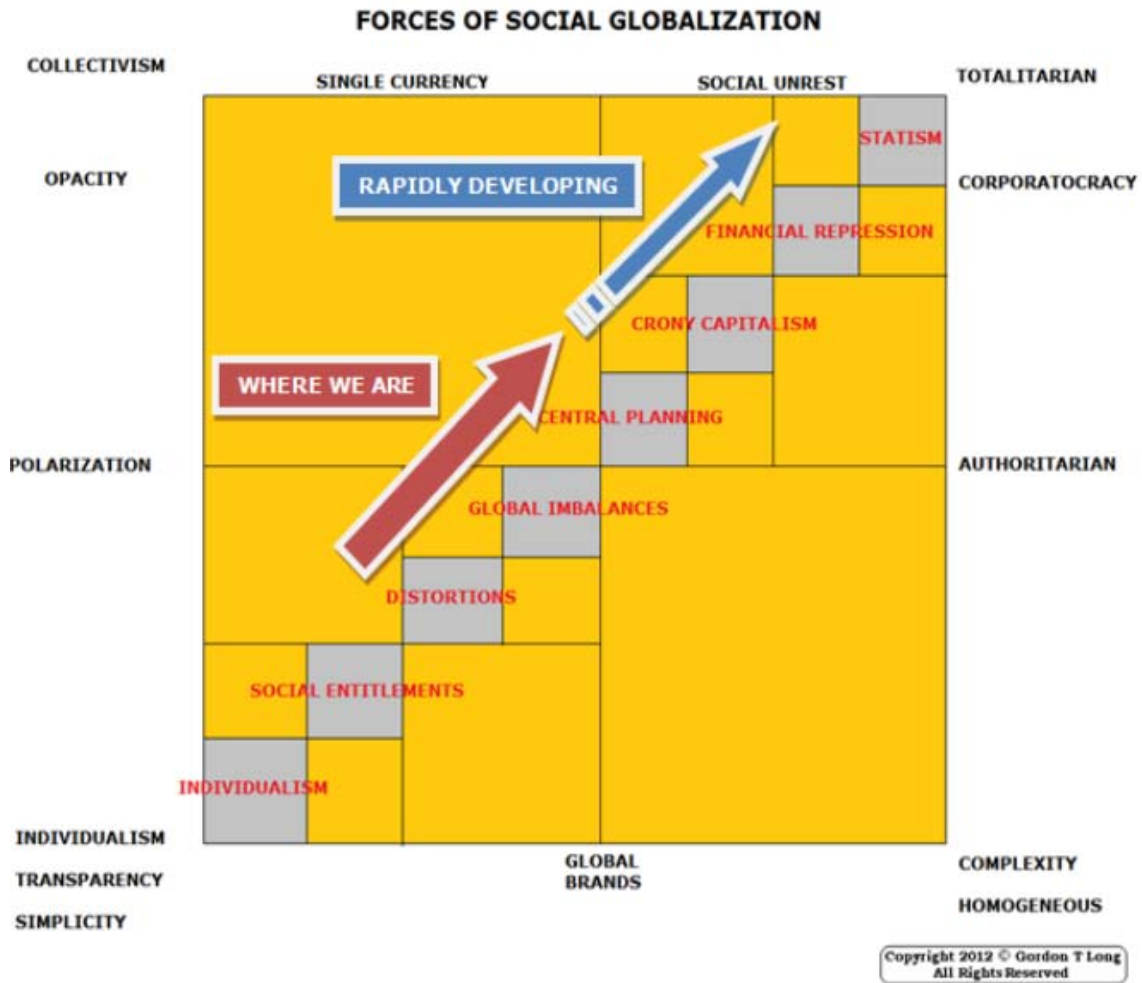 FORCES OF SOCIAL GLOBALIZATION
COLLECTIVISM
SINGLE CURRENCY
SOCIAL UNREST
TOTALITARIAN
STATISM
OPACITY
RAPIDLY DEVELOPING
CORPORATOCRACY
FINANCIAL REPRESSION
CRONY CAPITALISM
WHERE WE ARE
CENTRAL PLANNING
POLARIZATION
AUTHORITARIAN
GLOBAL IMBALANCES
DISTORTIONS
SOCIAL ENTITLEMENTS
INDIVIDUALISM
INDIVIDUALISM
TRANSPARENCY
SIMPLICITY
GLOBAL
BRANDS
COMPLEXITY
HOMOGENEOUS
Copyright 2012 © Gordon T Long
All Rights Reserved